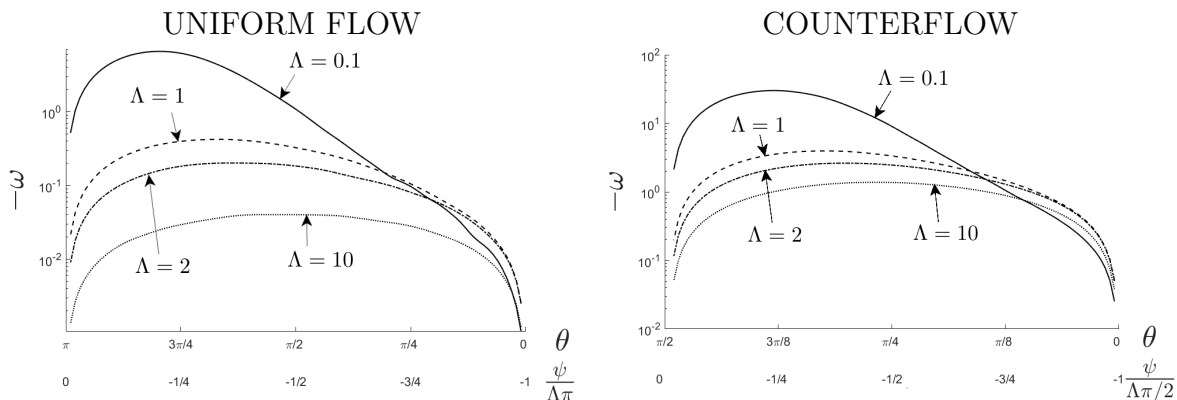 UNIFORM FLOW
Λ = 0.1
Λ = 1
10^0
−ω
10^-1
10^-2
Λ = 2
Λ = 10
π 3π/4 π/2 π/4 0 θ
0 -1/4 -1/2 -3/4 -1 ψ/Λπ
COUNTERFLOW
10^2
Λ = 0.1
10^1
Λ = 1
−ω
10^0
Λ = 2
Λ = 10
10^-1
10^-2
π/2 3π/8 π/4 π/8 0 θ
0 -1/4 -1/2 -3/4 -1 ψ/Λπ/2